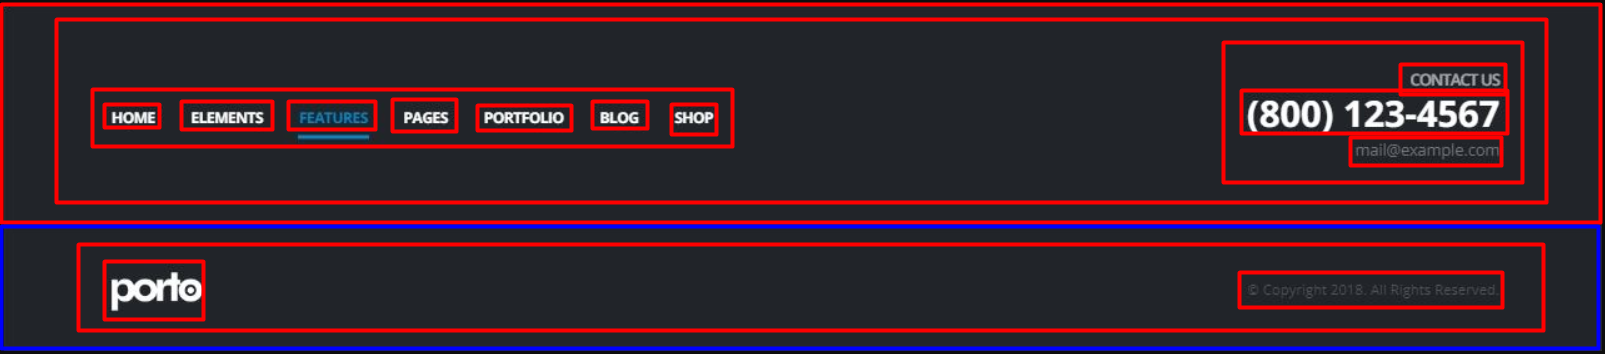 CONTACT US
HOME ELEMENTS FEATURES PAGES PORTFOLIO BLOG SHOP
(800) 123-4567
mail@example.com
porto
© Copyright 2018. All Rights Reserved.